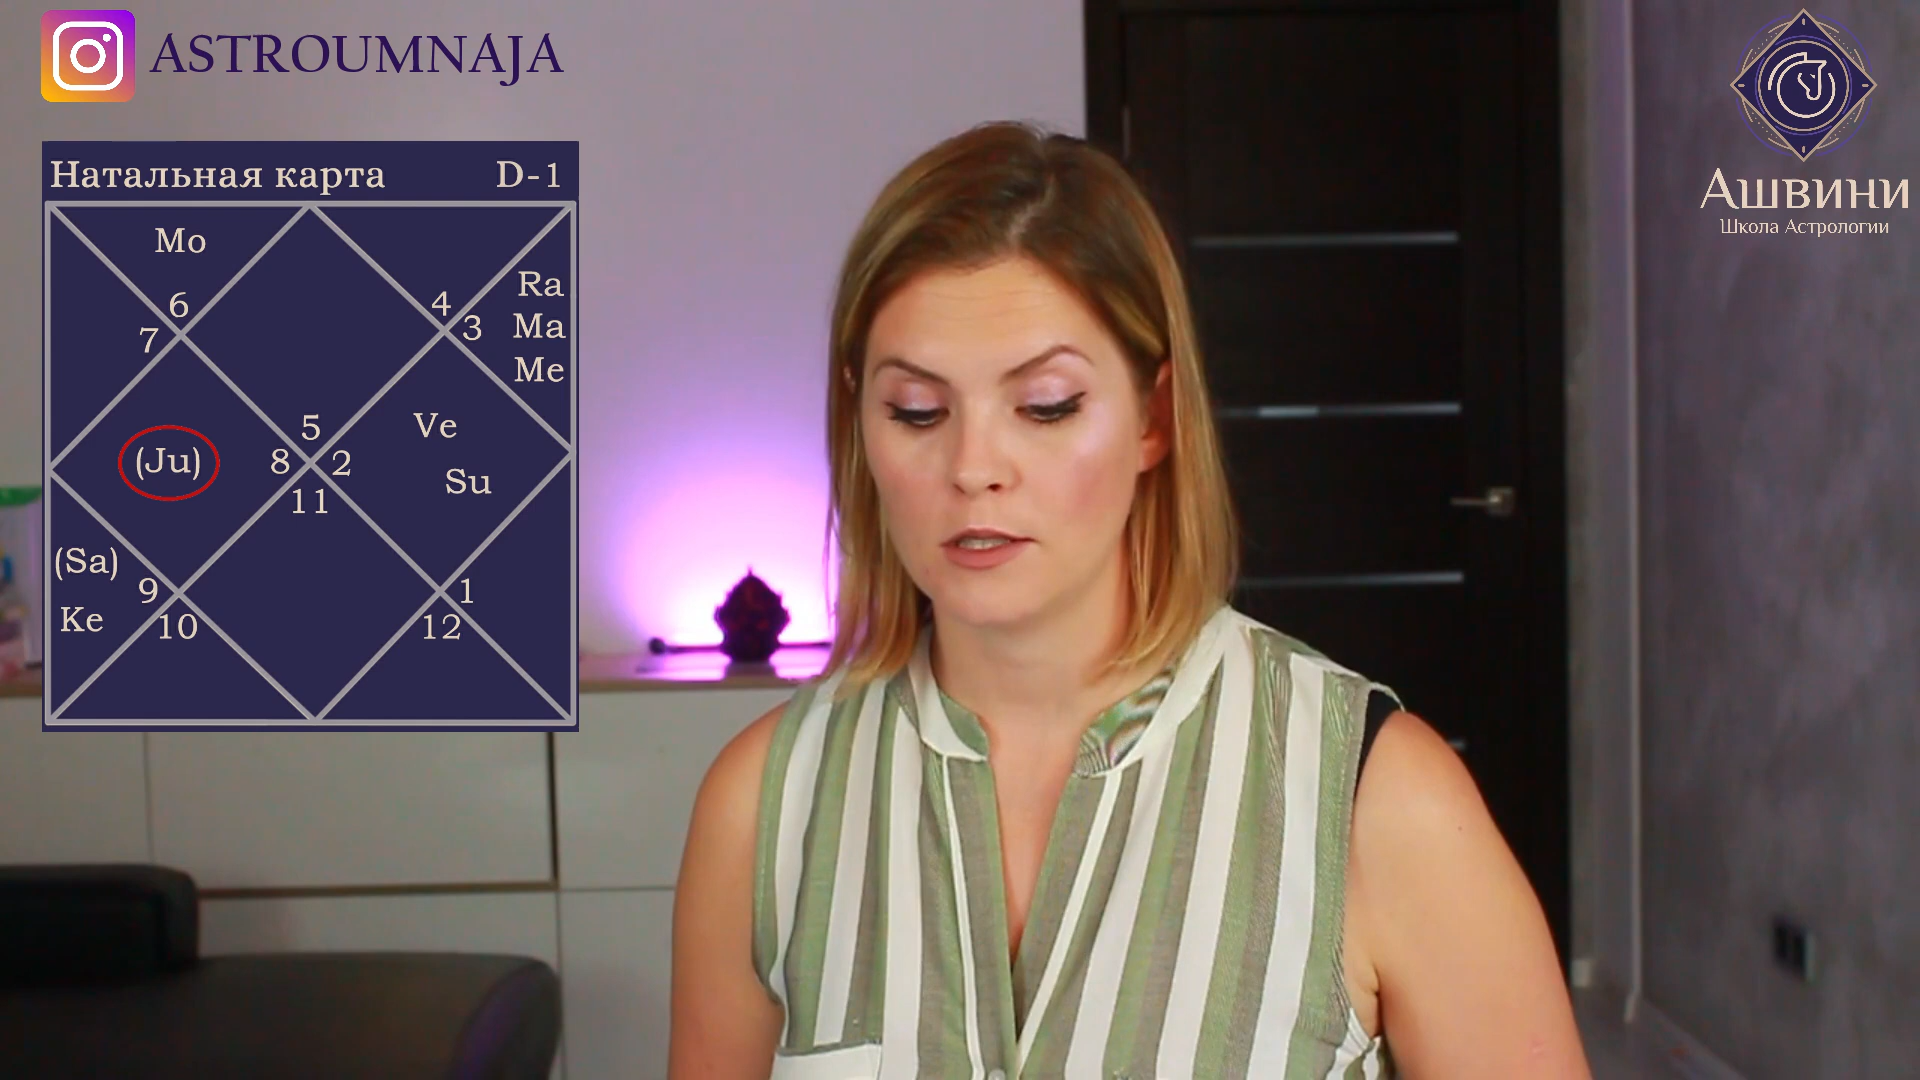 ASTROUMNAJA
Натальная карта D-1
Mo
6
7
4
3
Ra
Ma
Me
(Ju)
8
5
2
11
Ve
Su
(Sa)
Ke
9
10
1
12
Ашвини
Школа Астрологии